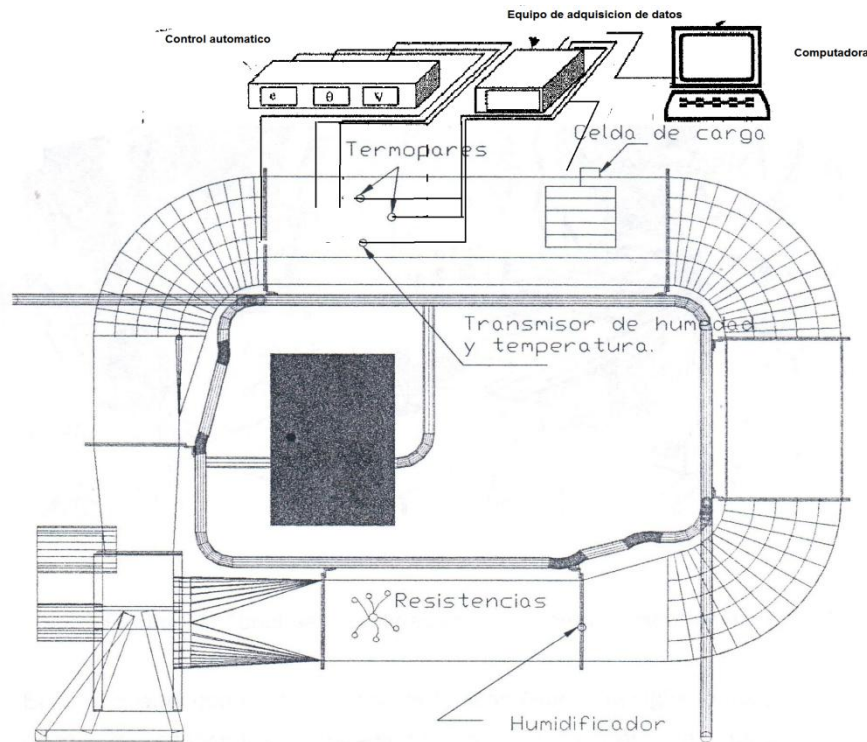 Equipo de adquisicion de datos
Control automatico
Computadora
e θ V
Celda de carga
Termopares
Transmisor de humedad
y temperatura.
Resistencias
Humidificador